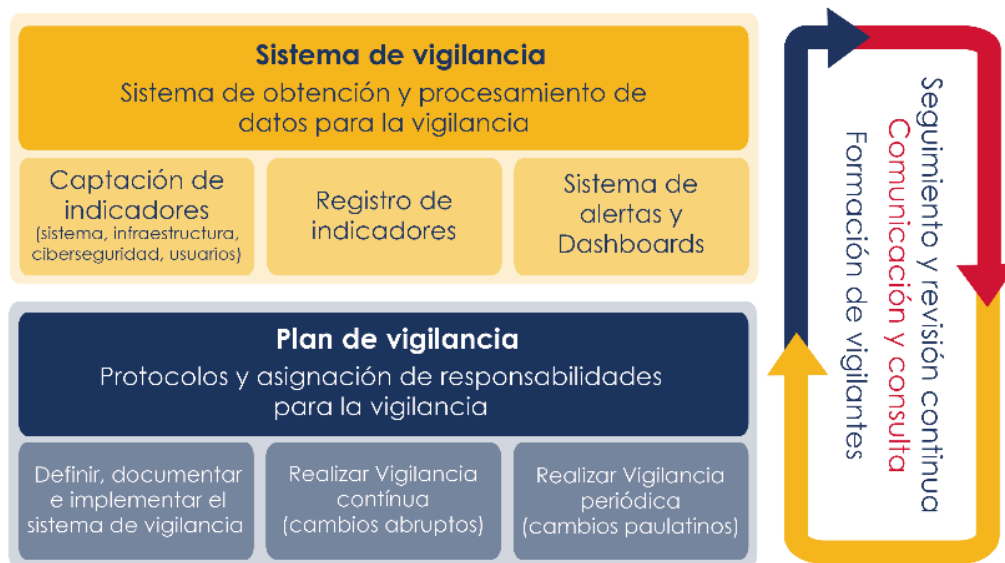 Sistema de vigilancia
Sistema de obtención y procesamiento de
datos para la vigilancia
Captación de
indicadores
(sistema, infraestructura,
ciberseguridad, usuarios)
Registro de
indicadores
Sistema de
alertas y
Dashboards
Plan de vigilancia
Protocolos y asignación de responsabilidades
para la vigilancia
Definir, documentar
e implementar el
sistema de vigilancia
Realizar Vigilancia
contínua
(cambios abruptos)
Realizar Vigilancia
periódica
(cambios paulatinos)
Seguimiento y revisión continua
Comunicación y consulta
Formación de vigilantes